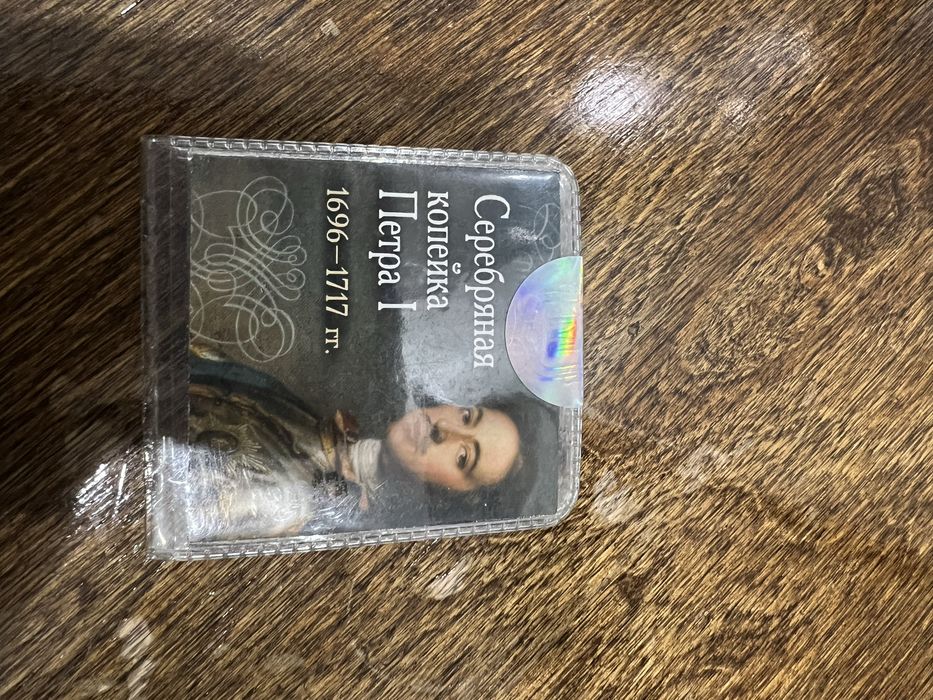 Серебряная
копейка
Петра I
1696–1717 гг.